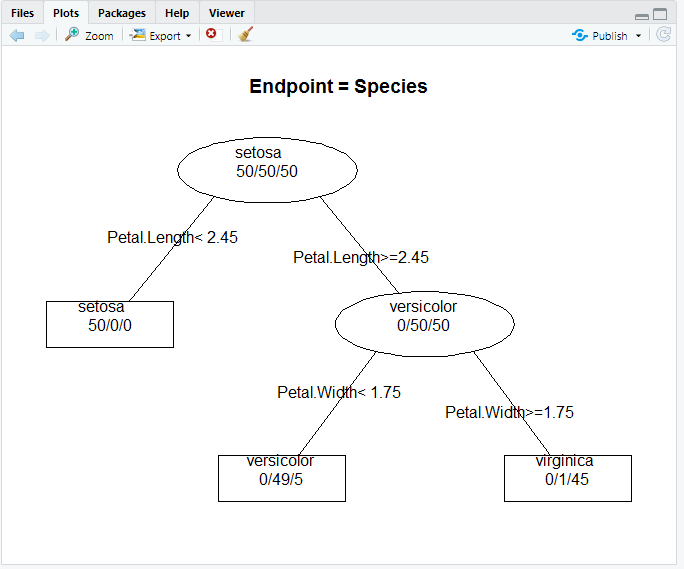 Files Plots Packages Help Viewer
Zoom Export Publish
Endpoint = Species
setosa
50/50/50
Petal.Length< 2.45
Petal.Length>=2.45
setosa
50/0/0
versicolor
0/50/50
Petal.Width< 1.75
Petal.Width>=1.75
versicolor
0/49/5
virginica
0/1/45